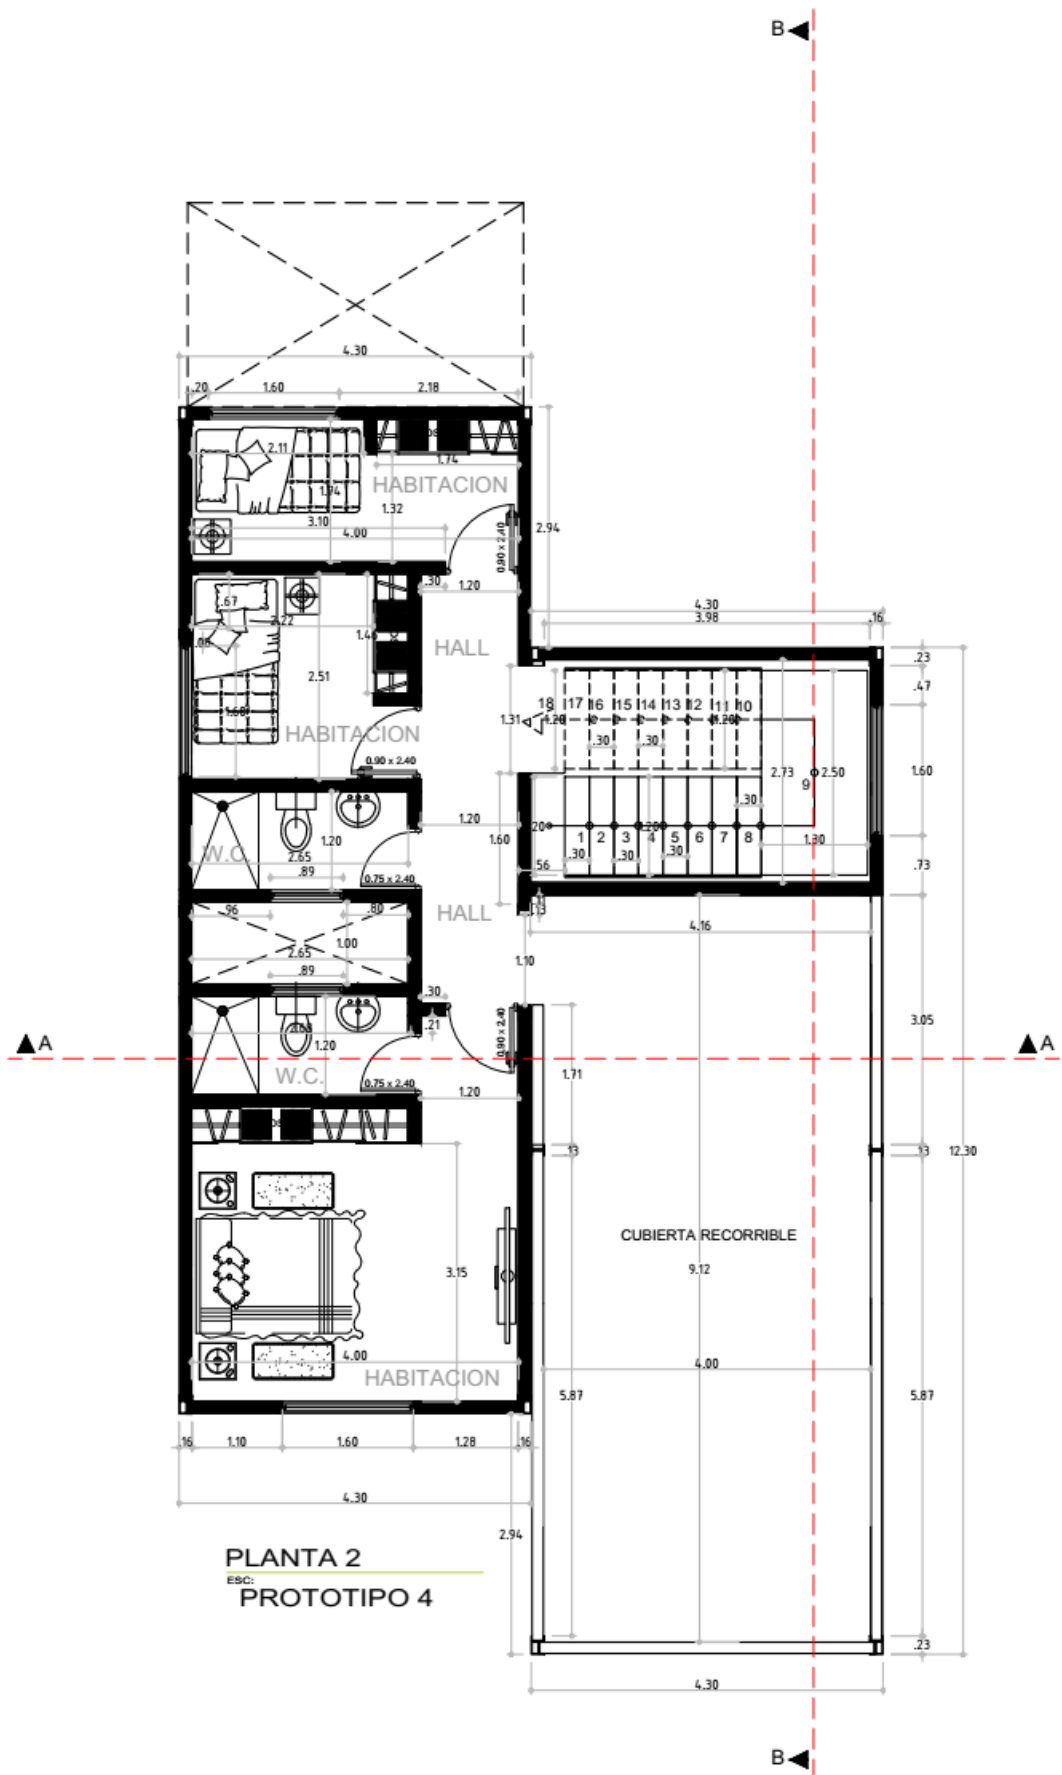 B
4.30
.20 1.60 2.18
2.11
1.74
HABITACION
1.74
1.32
3.10
4.00
0.90 x 2.40
2.94
.30
1.20
.67
2.22
HALL
2.51
1.68
HABITACION
0.90 x 2.40
4.30
3.98
.16
.23
.47
18 17 16 15 14 13 12 11 10
1.31
1.20
1.20
.30 .30
2.73
2.50
1.60
9
.30
1.20
1.60
1.20
.20
1 2 3 4 5 6 7 8
1.20
.30 .30 .30
1.30
.56
.73
W.C.
2.65
.89
0.75 x 2.40
HALL
.96
.80
.13
4.16
1.00
2.65
1.10
.89
.30
.21
0.90 x 2.40
3.05
A
A
1.20
W.C.
0.75 x 2.40
1.20
1.71
.13
.13
12.30
CUBIERTA RECORRIBLE
3.15
9.12
4.00
4.00
HABITACION
5.87
5.87
.16 1.10 1.60 1.28 .16
4.30
2.94
PLANTA 2
ESC:
PROTOTIPO 4
.23
4.30
B